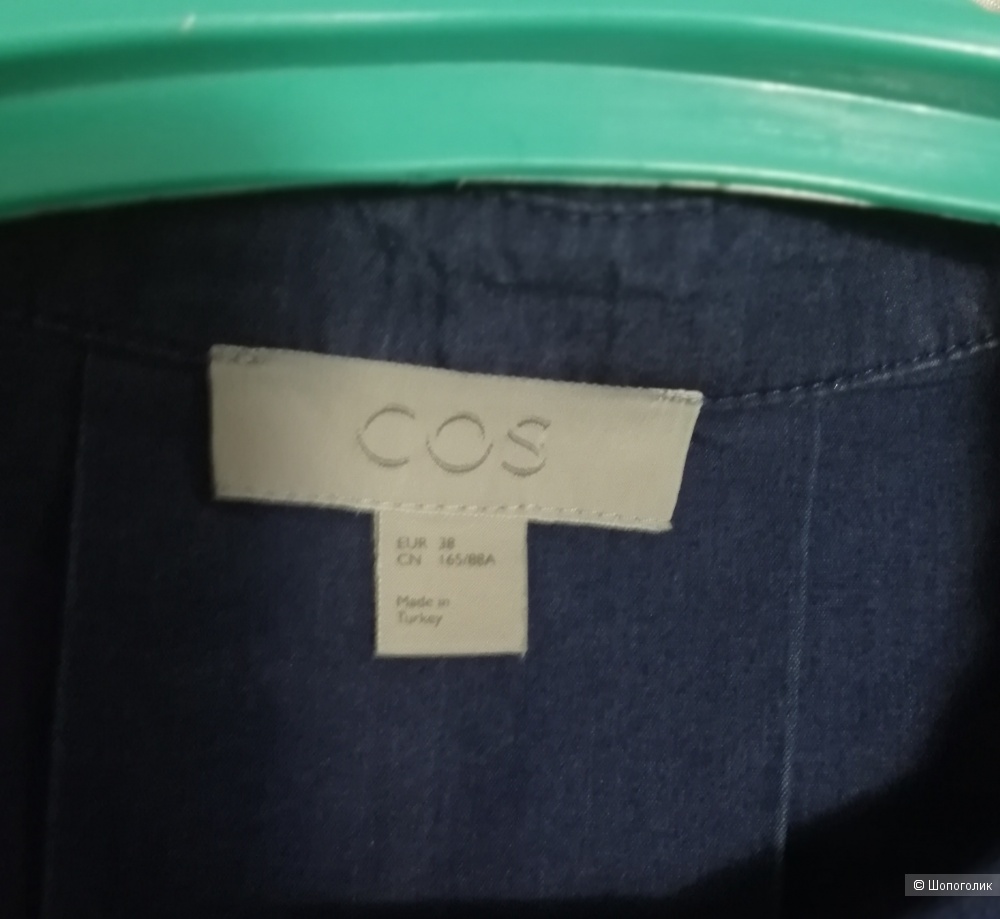 COS
EUR 38
CN 165/88A
Made in
Turkey
© Шопоголик